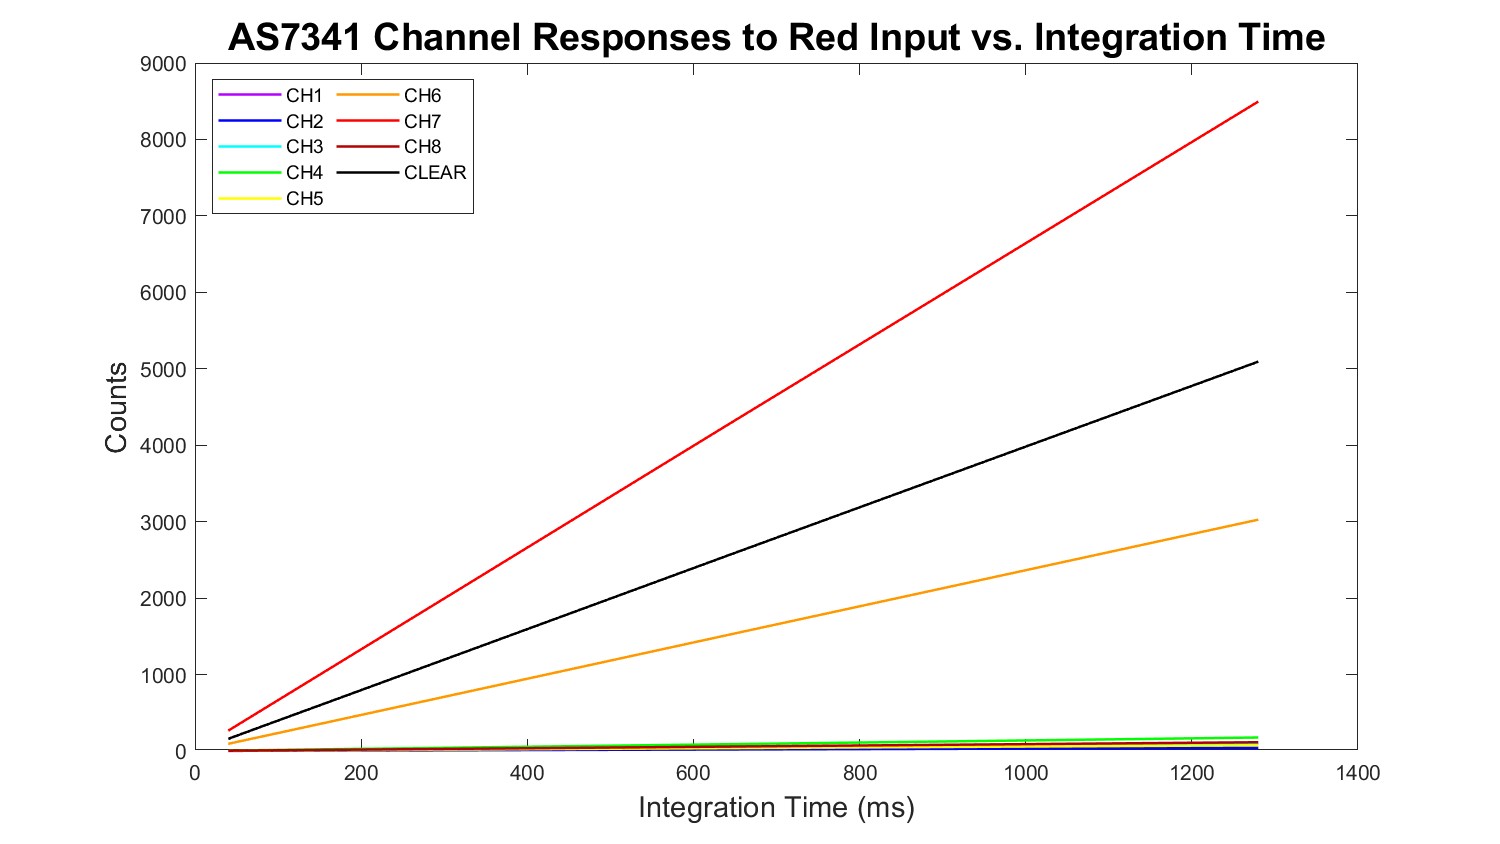 AS7341 Channel Responses to Red Input vs. Integration Time
9000
8000
7000
6000
5000
4000
3000
2000
1000
0
Counts
CH1 CH6
CH2 CH7
CH3 CH8
CH4 CLEAR
CH5
0 200 400 600 800 1000 1200 1400
Integration Time (ms)